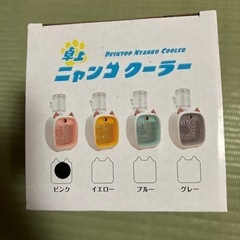 卓上
DESKTOP NYANKO COOLER
ニャンコ クーラー
ピンク イエロー ブルー グレー